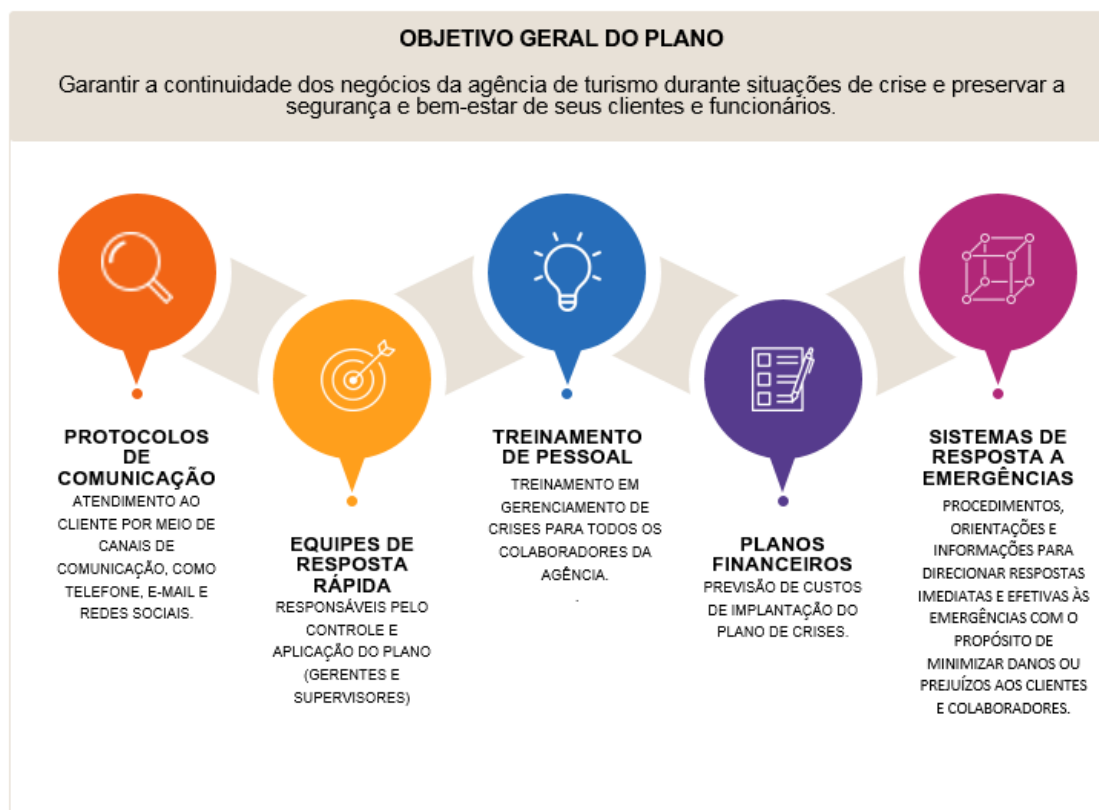 OBJETIVO GERAL DO PLANO
Garantir a continuidade dos negócios da agência de turismo durante situações de crise e preservar a
segurança e bem-estar de seus clientes e funcionários.
PROTOCOLOS
DE
COMUNICAÇÃO
ATENDIMENTO AO
CLIENTE POR MEIO DE
CANAIS DE
COMUNICAÇÃO, COMO
TELEFONE, E-MAIL E
REDES SOCIAIS.
EQUIPES DE
RESPOSTA
RÁPIDA
RESPONSÁVEIS PELO
CONTROLE E
APLICAÇÃO DO PLANO
(GERENTES E
SUPERVISORES)
TREINAMENTO
DE PESSOAL
TREINAMENTO EM
GERENCIAMENTO DE
CRISES PARA TODOS OS
COLABORADORES DA
AGÊNCIA.
.
PLANOS
FINANCEIROS
PREVISÃO DE CUSTOS
DE IMPLANTAÇÃO DO
PLANO DE CRISES.
SISTEMAS DE
RESPOSTA A
EMERGÊNCIAS
PROCEDIMENTOS,
ORIENTAÇÕES E
INFORMAÇÕES PARA
DIRECIONAR RESPOSTAS
IMEDIATAS E EFETIVAS ÀS
EMERGÊNCIAS COM O
PROPÓSITO DE
MINIMIZAR DANOS OU
PREJUÍZOS AOS CLIENTES
E COLABORADORES.